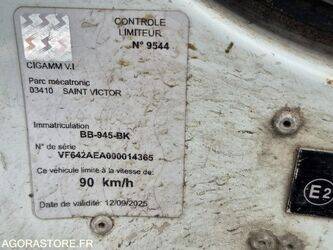 CONTROLE
LIMITEUR
N° 9544
CIGAMM V.I
Parc mécatronic
03410 SAINT VICTOR
Immatriculation
BB-945-BK
N° de série
VF642AEA000014365
Ce véhicule limité à la vitesse de:
90 km/h
Date de validité: 12/09/2025
E2
AGORASTORE.FR